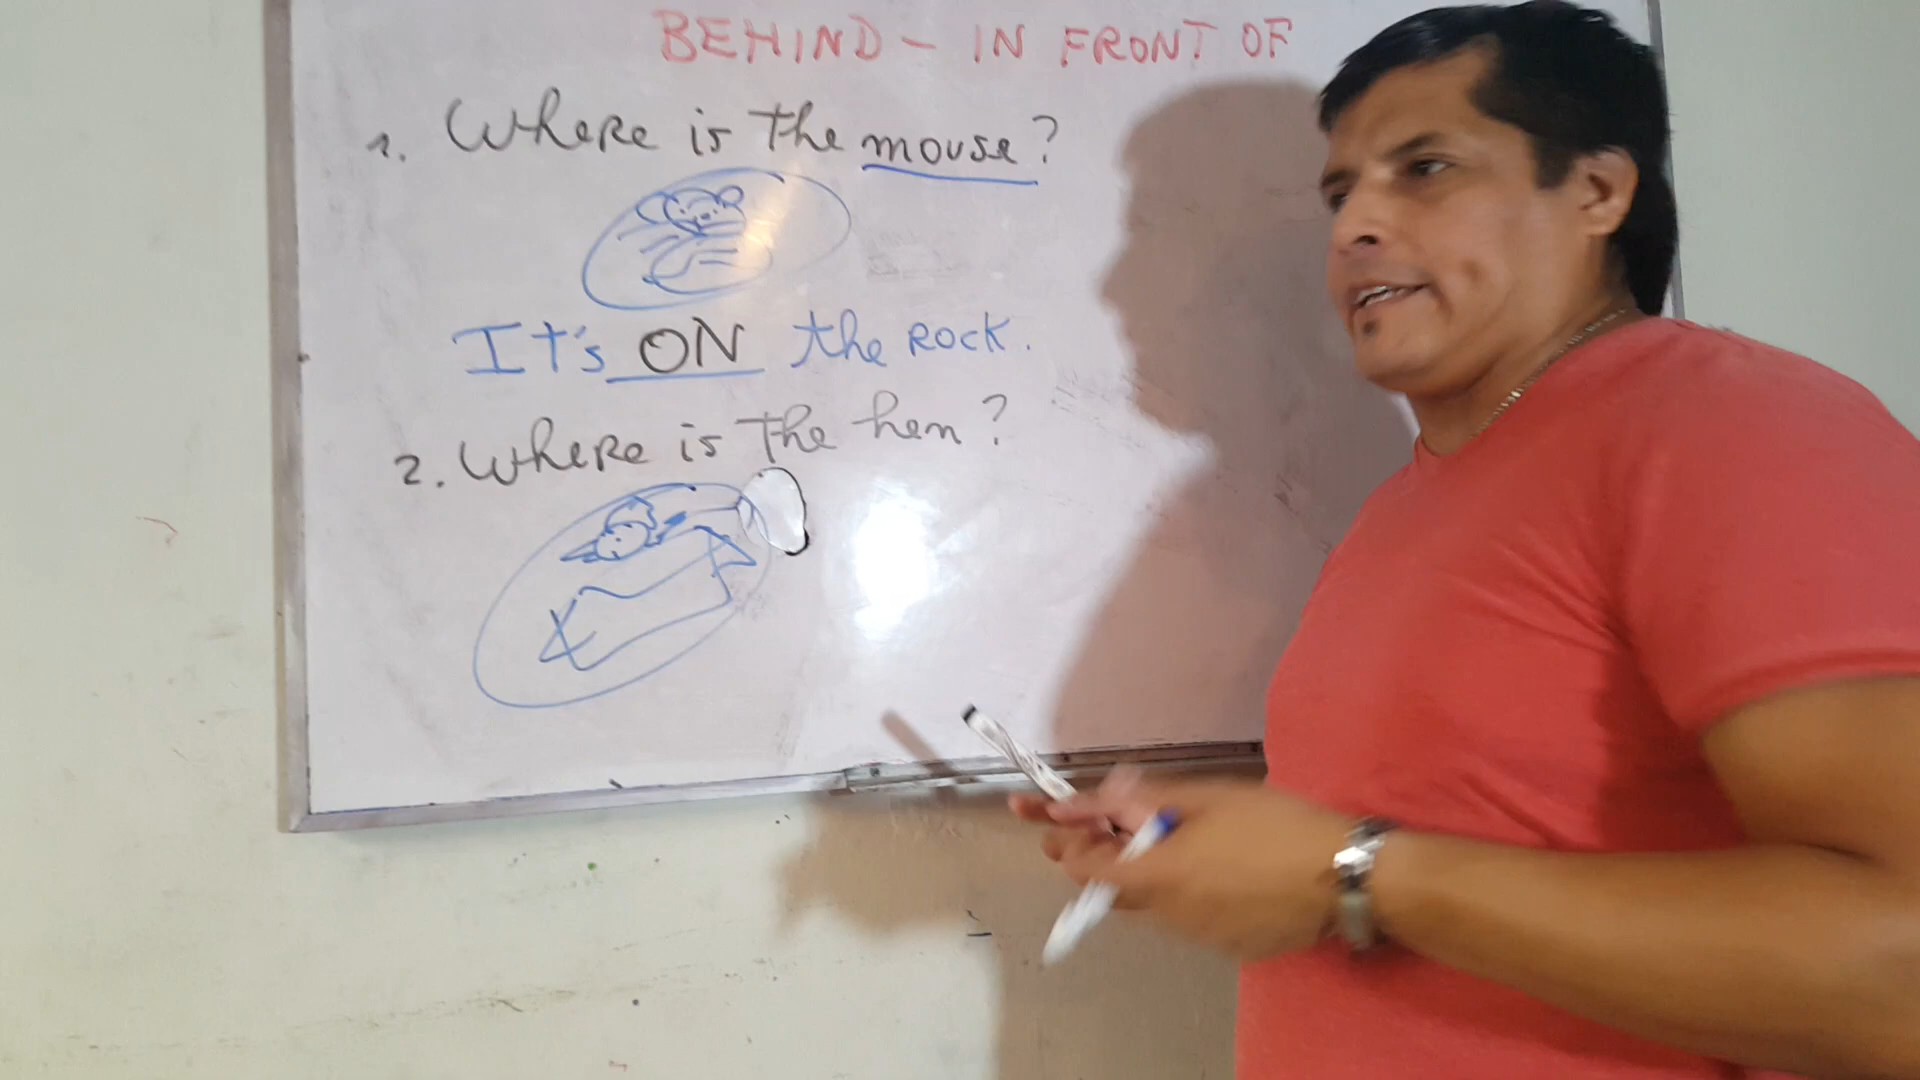 BEHIND - IN FRONT OF
1. Where is the mouse?
It's ON the Rock.
2. Where is the hen?